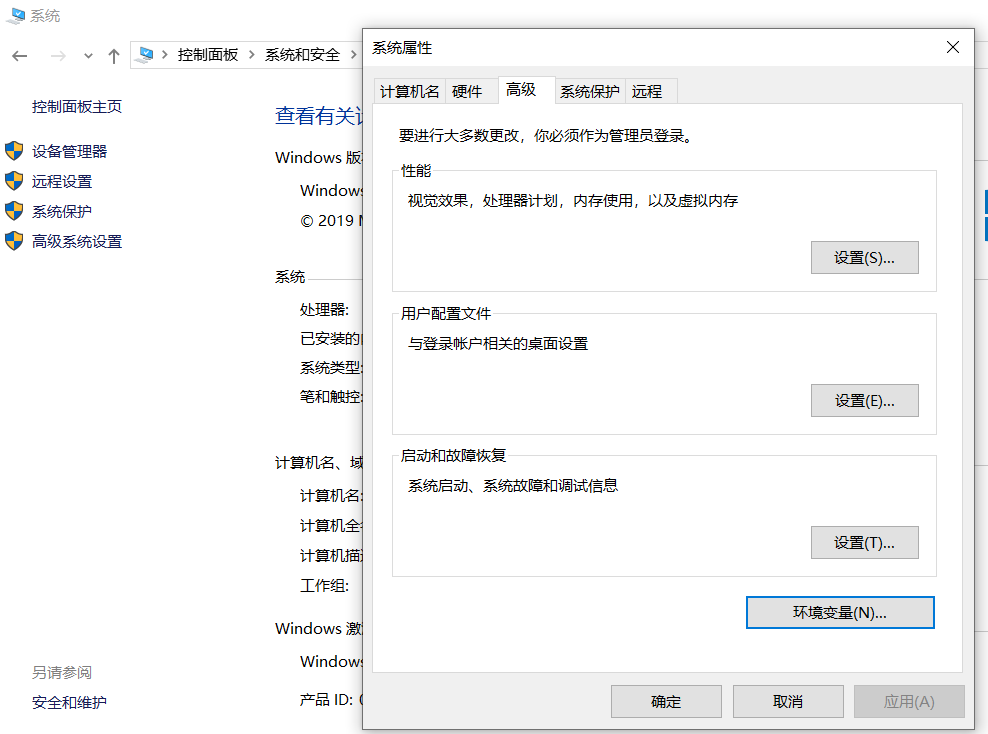 系统
控制面板 系统和安全
控制面板主页
设备管理器
远程设置
系统保护
高级系统设置
另请参阅
安全和维护
查看有关
Windows 版
Windows
© 2019
系统
处理器:
已安装的
系统类型:
笔和触控:
计算机名、域
计算机名:
计算机全
计算机描
工作组:
Windows 激
Windows
产品 ID:
系统属性
计算机名 硬件 高级 系统保护 远程
要进行大多数更改，你必须作为管理员登录。
性能
视觉效果，处理器计划，内存使用，以及虚拟内存
设置(S)...
用户配置文件
与登录帐户相关的桌面设置
设置(E)...
启动和故障恢复
系统启动、系统故障和调试信息
设置(T)...
环境变量(N)...
确定 取消 应用(A)